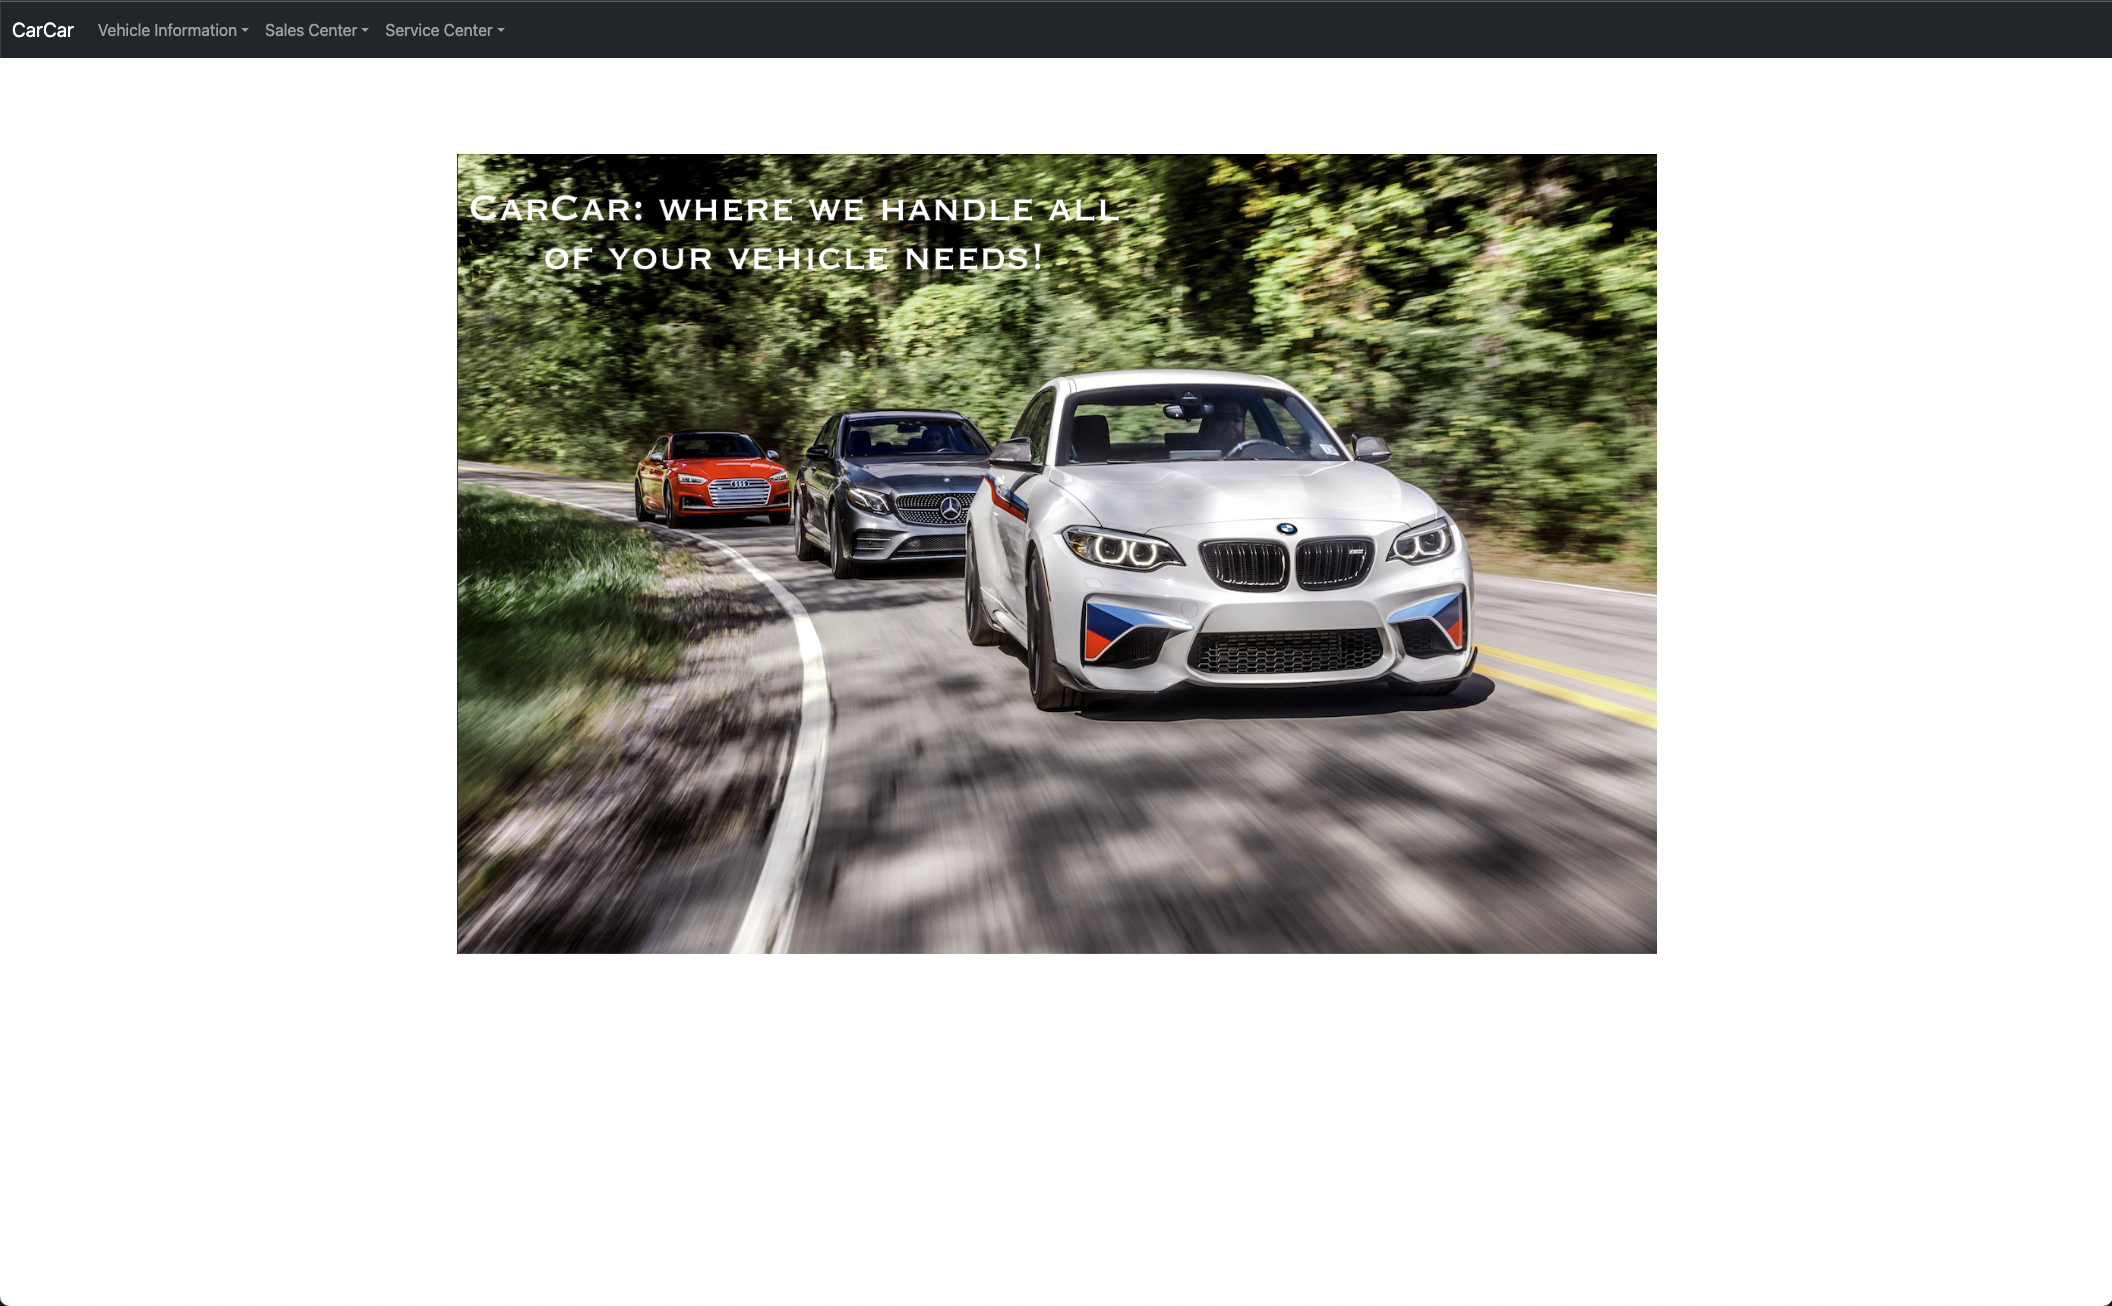 CarCar
Vehicle Information
Sales Center
Service Center
CarCar: where we handle all
of your vehicle needs!